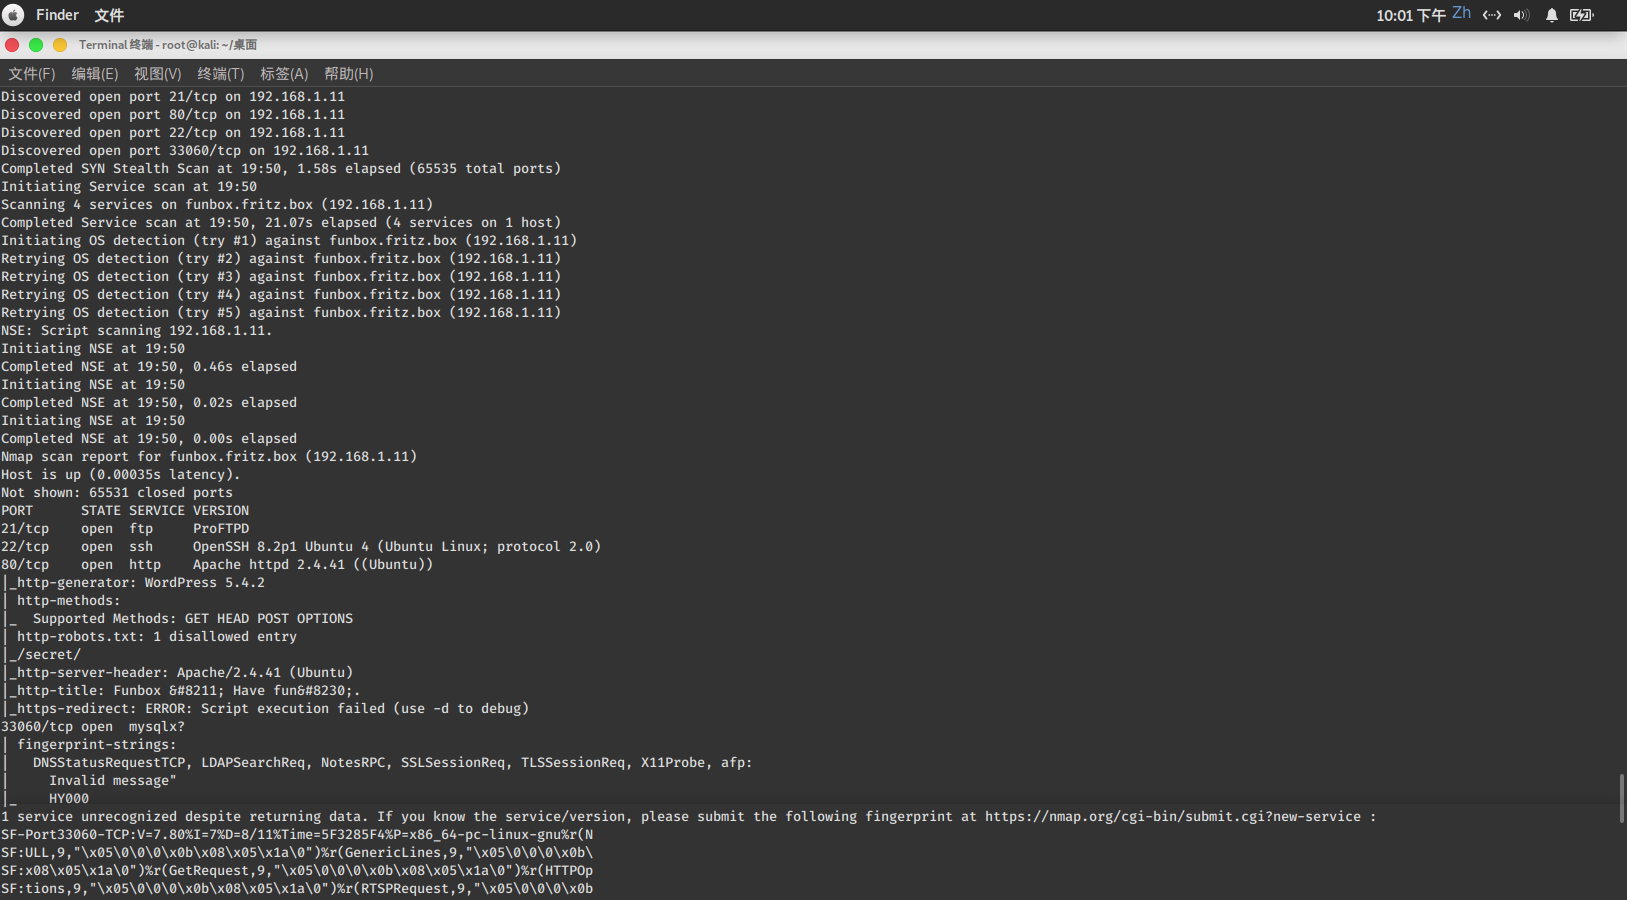 Finder 文件 10:01 下午 Zh
Terminal 终端 - root@kali: ~/桌面
文件(F) 编辑(E) 视图(V) 终端(T) 标签(A) 帮助(H)
Discovered open port 21/tcp on 192.168.1.11
Discovered open port 80/tcp on 192.168.1.11
Discovered open port 22/tcp on 192.168.1.11
Discovered open port 33060/tcp on 192.168.1.11
Completed SYN Stealth Scan at 19:50, 1.58s elapsed (65535 total ports)
Initiating Service scan at 19:50
Scanning 4 services on funbox.fritz.box (192.168.1.11)
Completed Service scan at 19:50, 21.07s elapsed (4 services on 1 host)
Initiating OS detection (try #1) against funbox.fritz.box (192.168.1.11)
Retrying OS detection (try #2) against funbox.fritz.box (192.168.1.11)
Retrying OS detection (try #3) against funbox.fritz.box (192.168.1.11)
Retrying OS detection (try #4) against funbox.fritz.box (192.168.1.11)
Retrying OS detection (try #5) against funbox.fritz.box (192.168.1.11)
NSE: Script scanning 192.168.1.11.
Initiating NSE at 19:50
Completed NSE at 19:50, 0.46s elapsed
Initiating NSE at 19:50
Completed NSE at 19:50, 0.02s elapsed
Initiating NSE at 19:50
Completed NSE at 19:50, 0.00s elapsed
Nmap scan report for funbox.fritz.box (192.168.1.11)
Host is up (0.00035s latency).
Not shown: 65531 closed ports
PORT      STATE SERVICE VERSION
21/tcp    open  ftp     ProFTPD
22/tcp    open  ssh     OpenSSH 8.2p1 Ubuntu 4 (Ubuntu Linux; protocol 2.0)
80/tcp    open  http    Apache httpd 2.4.41 ((Ubuntu))
|_http-generator: WordPress 5.4.2
| http-methods:
|_  Supported Methods: GET HEAD POST OPTIONS
| http-robots.txt: 1 disallowed entry
|_/secret/
|_http-server-header: Apache/2.4.41 (Ubuntu)
|_http-title: Funbox &#8211; Have fun&#8230;.
|_https-redirect: ERROR: Script execution failed (use -d to debug)
33060/tcp open  mysqlx?
| fingerprint-strings:
|   DNSStatusRequestTCP, LDAPSearchReq, NotesRPC, SSLSessionReq, TLSSessionReq, X11Probe, afp:
|     Invalid message"
|_    HY000
1 service unrecognized despite returning data. If you know the service/version, please submit the following fingerprint at https://nmap.org/cgi-bin/submit.cgi?new-service :
SF-Port33060-TCP:V=7.80%I=7%D=8/11%Time=5F3285F4%P=x86_64-pc-linux-gnu%r(N
SF:ULL,9,"\x05\0\0\0\x0b\x08\x05\x1a\0")%r(GenericLines,9,"\x05\0\0\0\x0b\
SF:x08\x05\x1a\0")%r(GetRequest,9,"\x05\0\0\0\x0b\x08\x05\x1a\0")%r(HTTPOp
SF:tions,9,"\x05\0\0\0\x0b\x08\x05\x1a\0")%r(RTSPRequest,9,"\x05\0\0\0\x0b